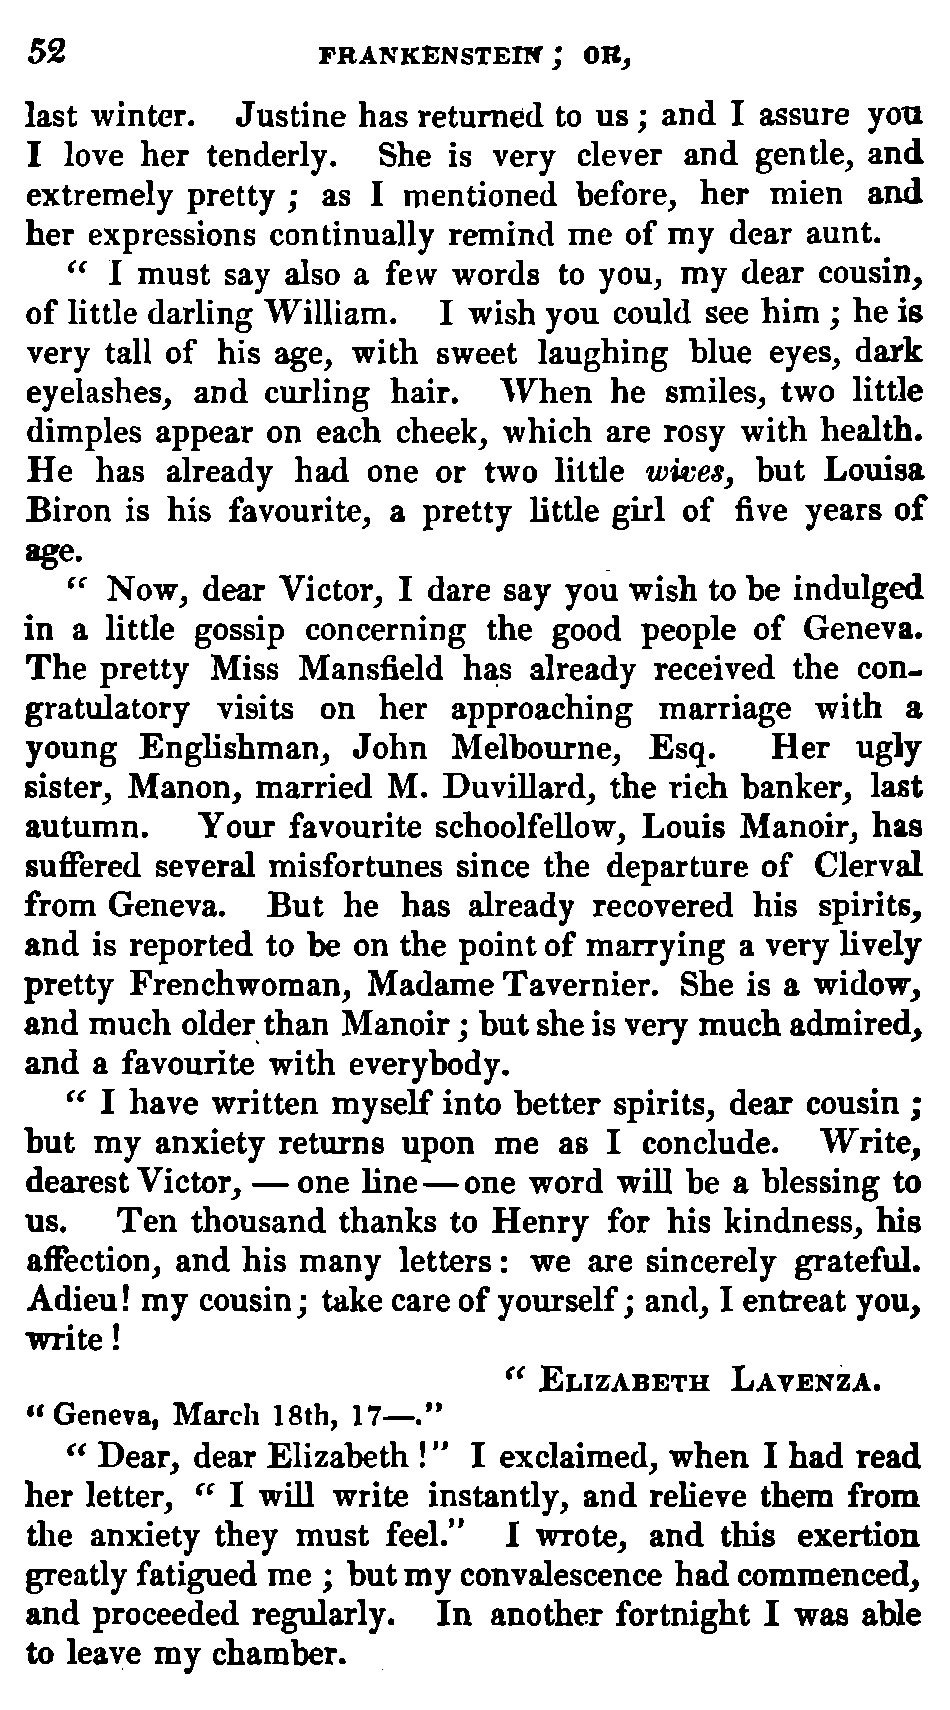 52 FRANKENSTEIN; OR,
last winter. Justine has returned to us; and I assure you
I love her tenderly. She is very clever and gentle, and
extremely pretty; as I mentioned before, her mien and
her expressions continually remind me of my dear aunt.
“ I must say also a few words to you, my dear cousin,
of little darling William. I wish you could see him; he is
very tall of his age, with sweet laughing blue eyes, dark
eyelashes, and curling hair. When he smiles, two little
dimples appear on each cheek, which are rosy with health.
He has already had one or two little wives, but Louisa
Biron is his favourite, a pretty little girl of five years of
age.
“ Now, dear Victor, I dare say you wish to be indulged
in a little gossip concerning the good people of Geneva.
The pretty Miss Mansfield has already received the con-
gratulatory visits on her approaching marriage with a
young Englishman, John Melbourne, Esq. Her ugly
sister, Manon, married M. Duvillard, the rich banker, last
autumn. Your favourite schoolfellow, Louis Manoir, has
suffered several misfortunes since the departure of Clerval
from Geneva. But he has already recovered his spirits,
and is reported to be on the point of marrying a very lively
pretty Frenchwoman, Madame Tavernier. She is a widow,
and much older than Manoir; but she is very much admired,
and a favourite with everybody.
“ I have written myself into better spirits, dear cousin;
but my anxiety returns upon me as I conclude. Write,
dearest Victor, — one line — one word will be a blessing to
us. Ten thousand thanks to Henry for his kindness, his
affection, and his many letters: we are sincerely grateful.
Adieu! my cousin; take care of yourself; and, I entreat you,
write!
“ ELIZABETH LAVENZA.
“ Geneva, March 18th, 17—.”
“ Dear, dear Elizabeth!” I exclaimed, when I had read
her letter, “ I will write instantly, and relieve them from
the anxiety they must feel.” I wrote, and this exertion
greatly fatigued me; but my convalescence had commenced,
and proceeded regularly. In another fortnight I was able
to leave my chamber.